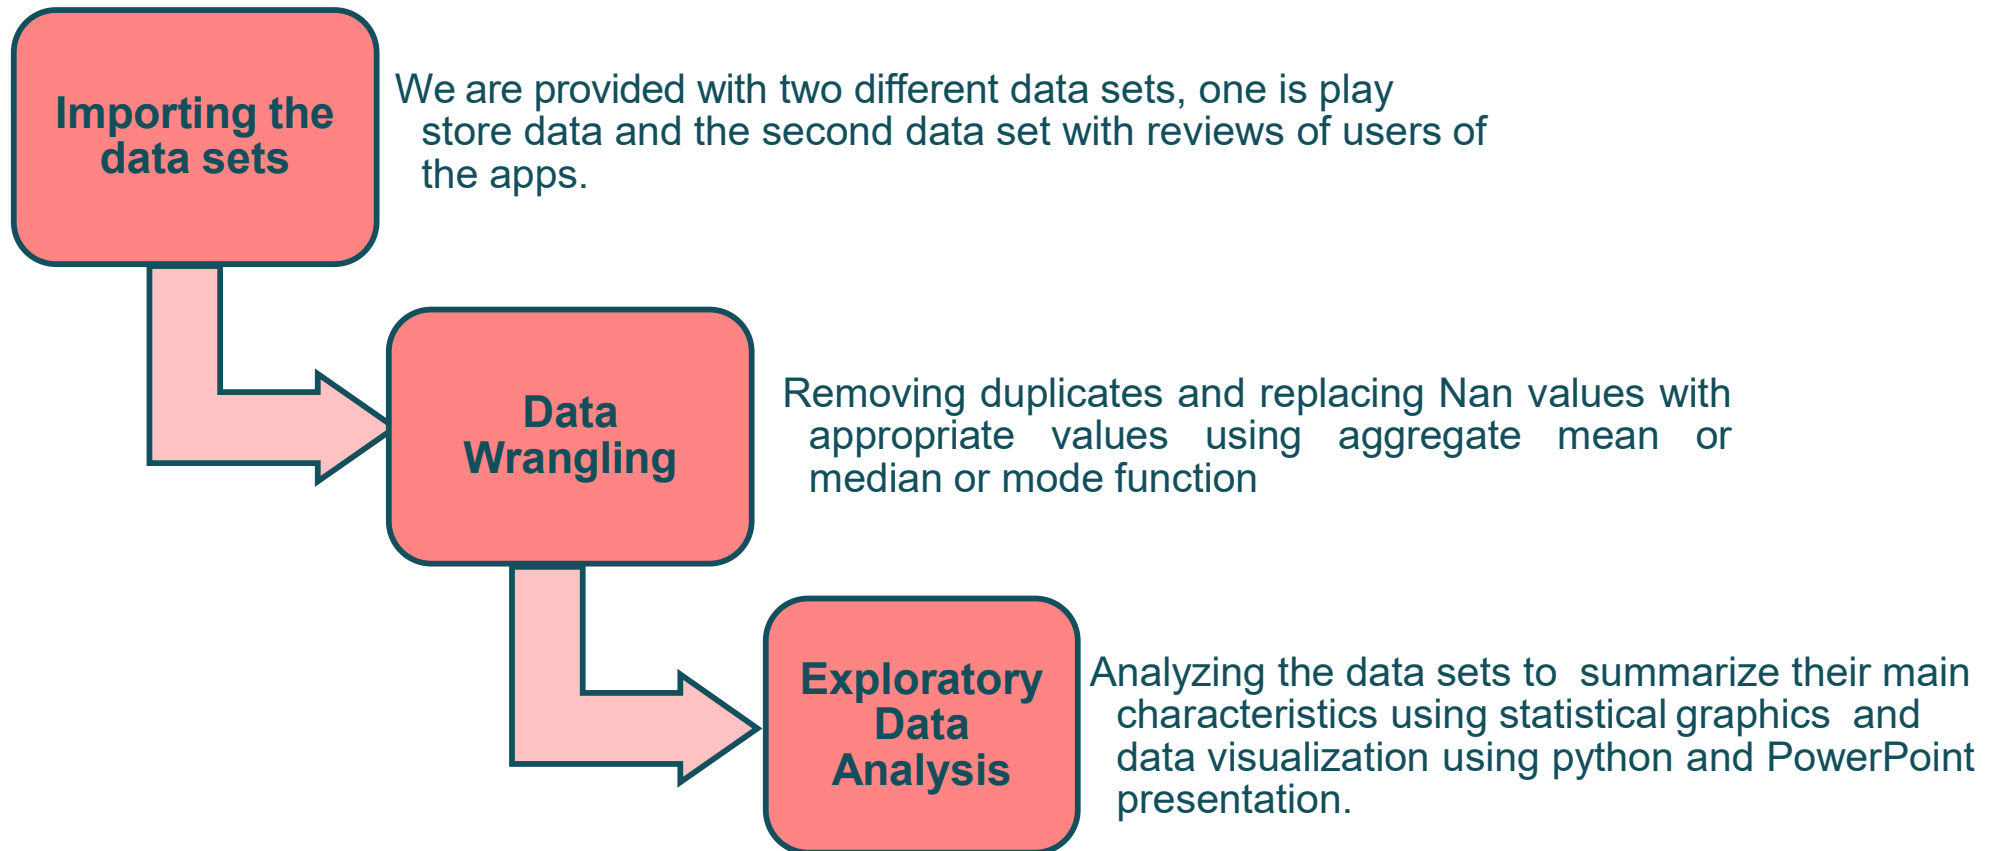 Importing the
data sets
We are provided with two different data sets, one is play
store data and the second data set with reviews of users of
the apps.
Data
Wrangling
Removing duplicates and replacing Nan values with
appropriate values using aggregate mean or
median or mode function
Exploratory
Data
Analysis
Analyzing the data sets to summarize their main
characteristics using statistical graphics and
data visualization using python and PowerPoint
presentation.